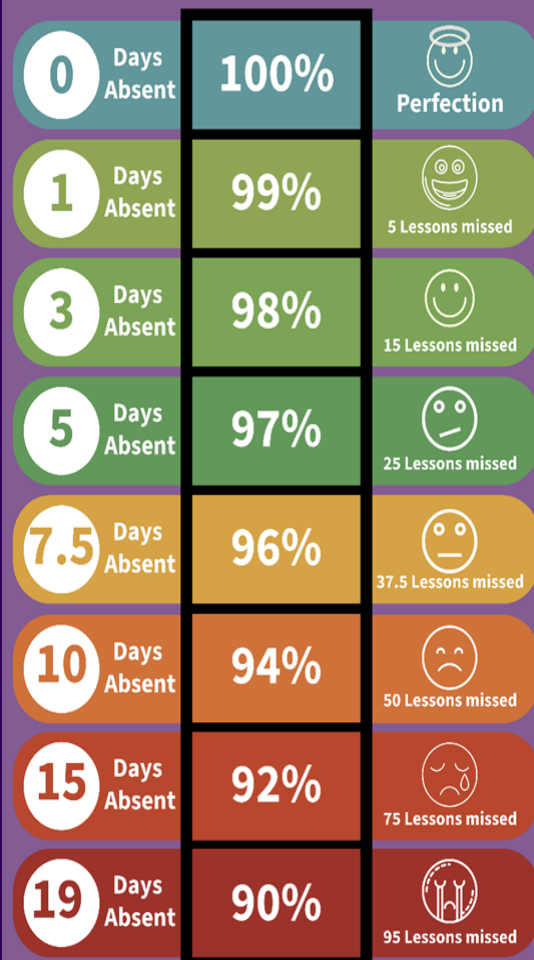 0
Days
Absent
100%
Perfection
1
Days
Absent
99%
5 Lessons missed
3
Days
Absent
98%
15 Lessons missed
5
Days
Absent
97%
25 Lessons missed
7.5
Days
Absent
96%
37.5 Lessons missed
10
Days
Absent
94%
50 Lessons missed
15
Days
Absent
92%
75 Lessons missed
19
Days
Absent
90%
95 Lessons missed